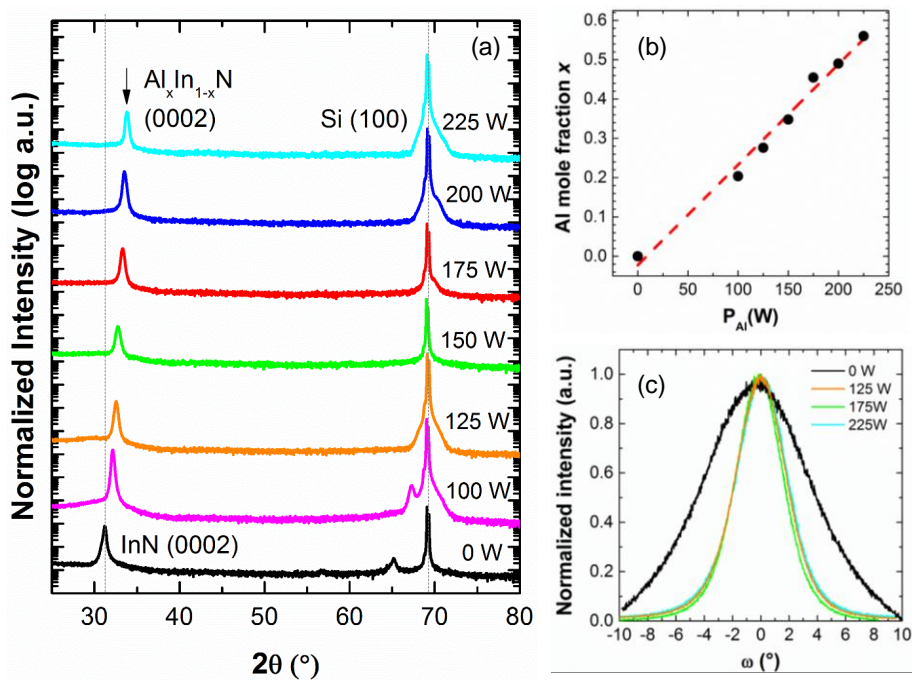 (a)
Al_xIn_{1-x}N
(0002)
Si (100)
225 W
200 W
175 W
150 W
125 W
100 W
0 W
InN (0002)
Normalized Intensity (log a.u.)
30 40 50 60 70 80
2θ (°)
(b)
Al mole fraction x
0.6
0.5
0.4
0.3
0.2
0.1
0.0
0 50 100 150 200 250
P_Al(W)
(c)
0 W
125 W
175W
225W
Normalized intensity (a.u.)
1.0
0.8
0.6
0.4
0.2
0.0
-10 -8 -6 -4 -2 0 2 4 6 8 10
ω (°)